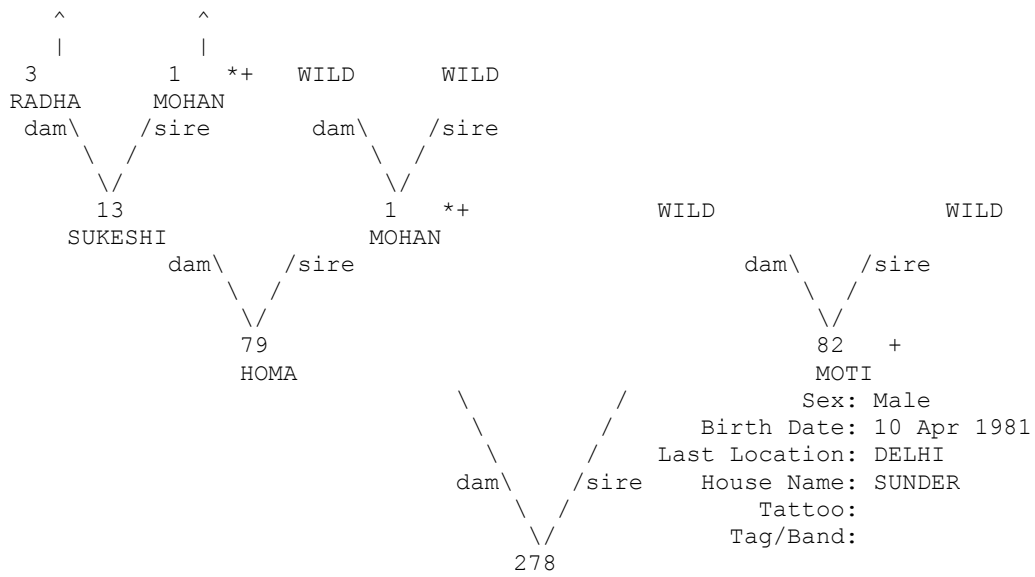 ^ ^
| |
3 1 *+ WILD WILD
RADHA MOHAN
dam\ /sire dam\ /sire
\ / \ /
\/ \/
13 1 *+ WILD WILD
SUKESHI MOHAN
dam\ /sire dam\ /sire
\ / \ /
\/ \/
79 82 +
HOMA MOTI
\ / Sex: Male
\ / Birth Date: 10 Apr 1981
\ / Last Location: DELHI
dam\ /sire House Name: SUNDER
\ / Tattoo:
\/ Tag/Band:
278